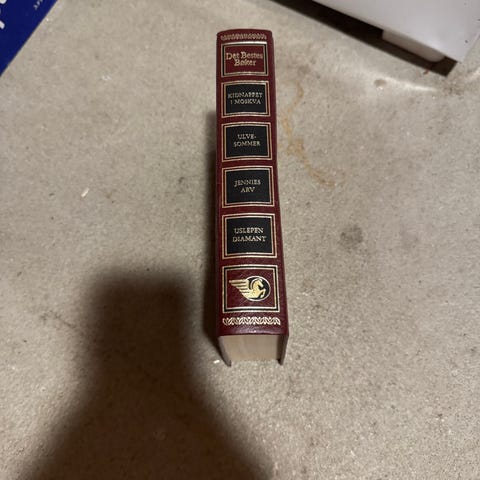 Det Bestes
Bøker
KIDNAPPET
I MOSKVA
ULVE-
SOMMER
JENNIES
ARV
USLEPEN
DIAMANT